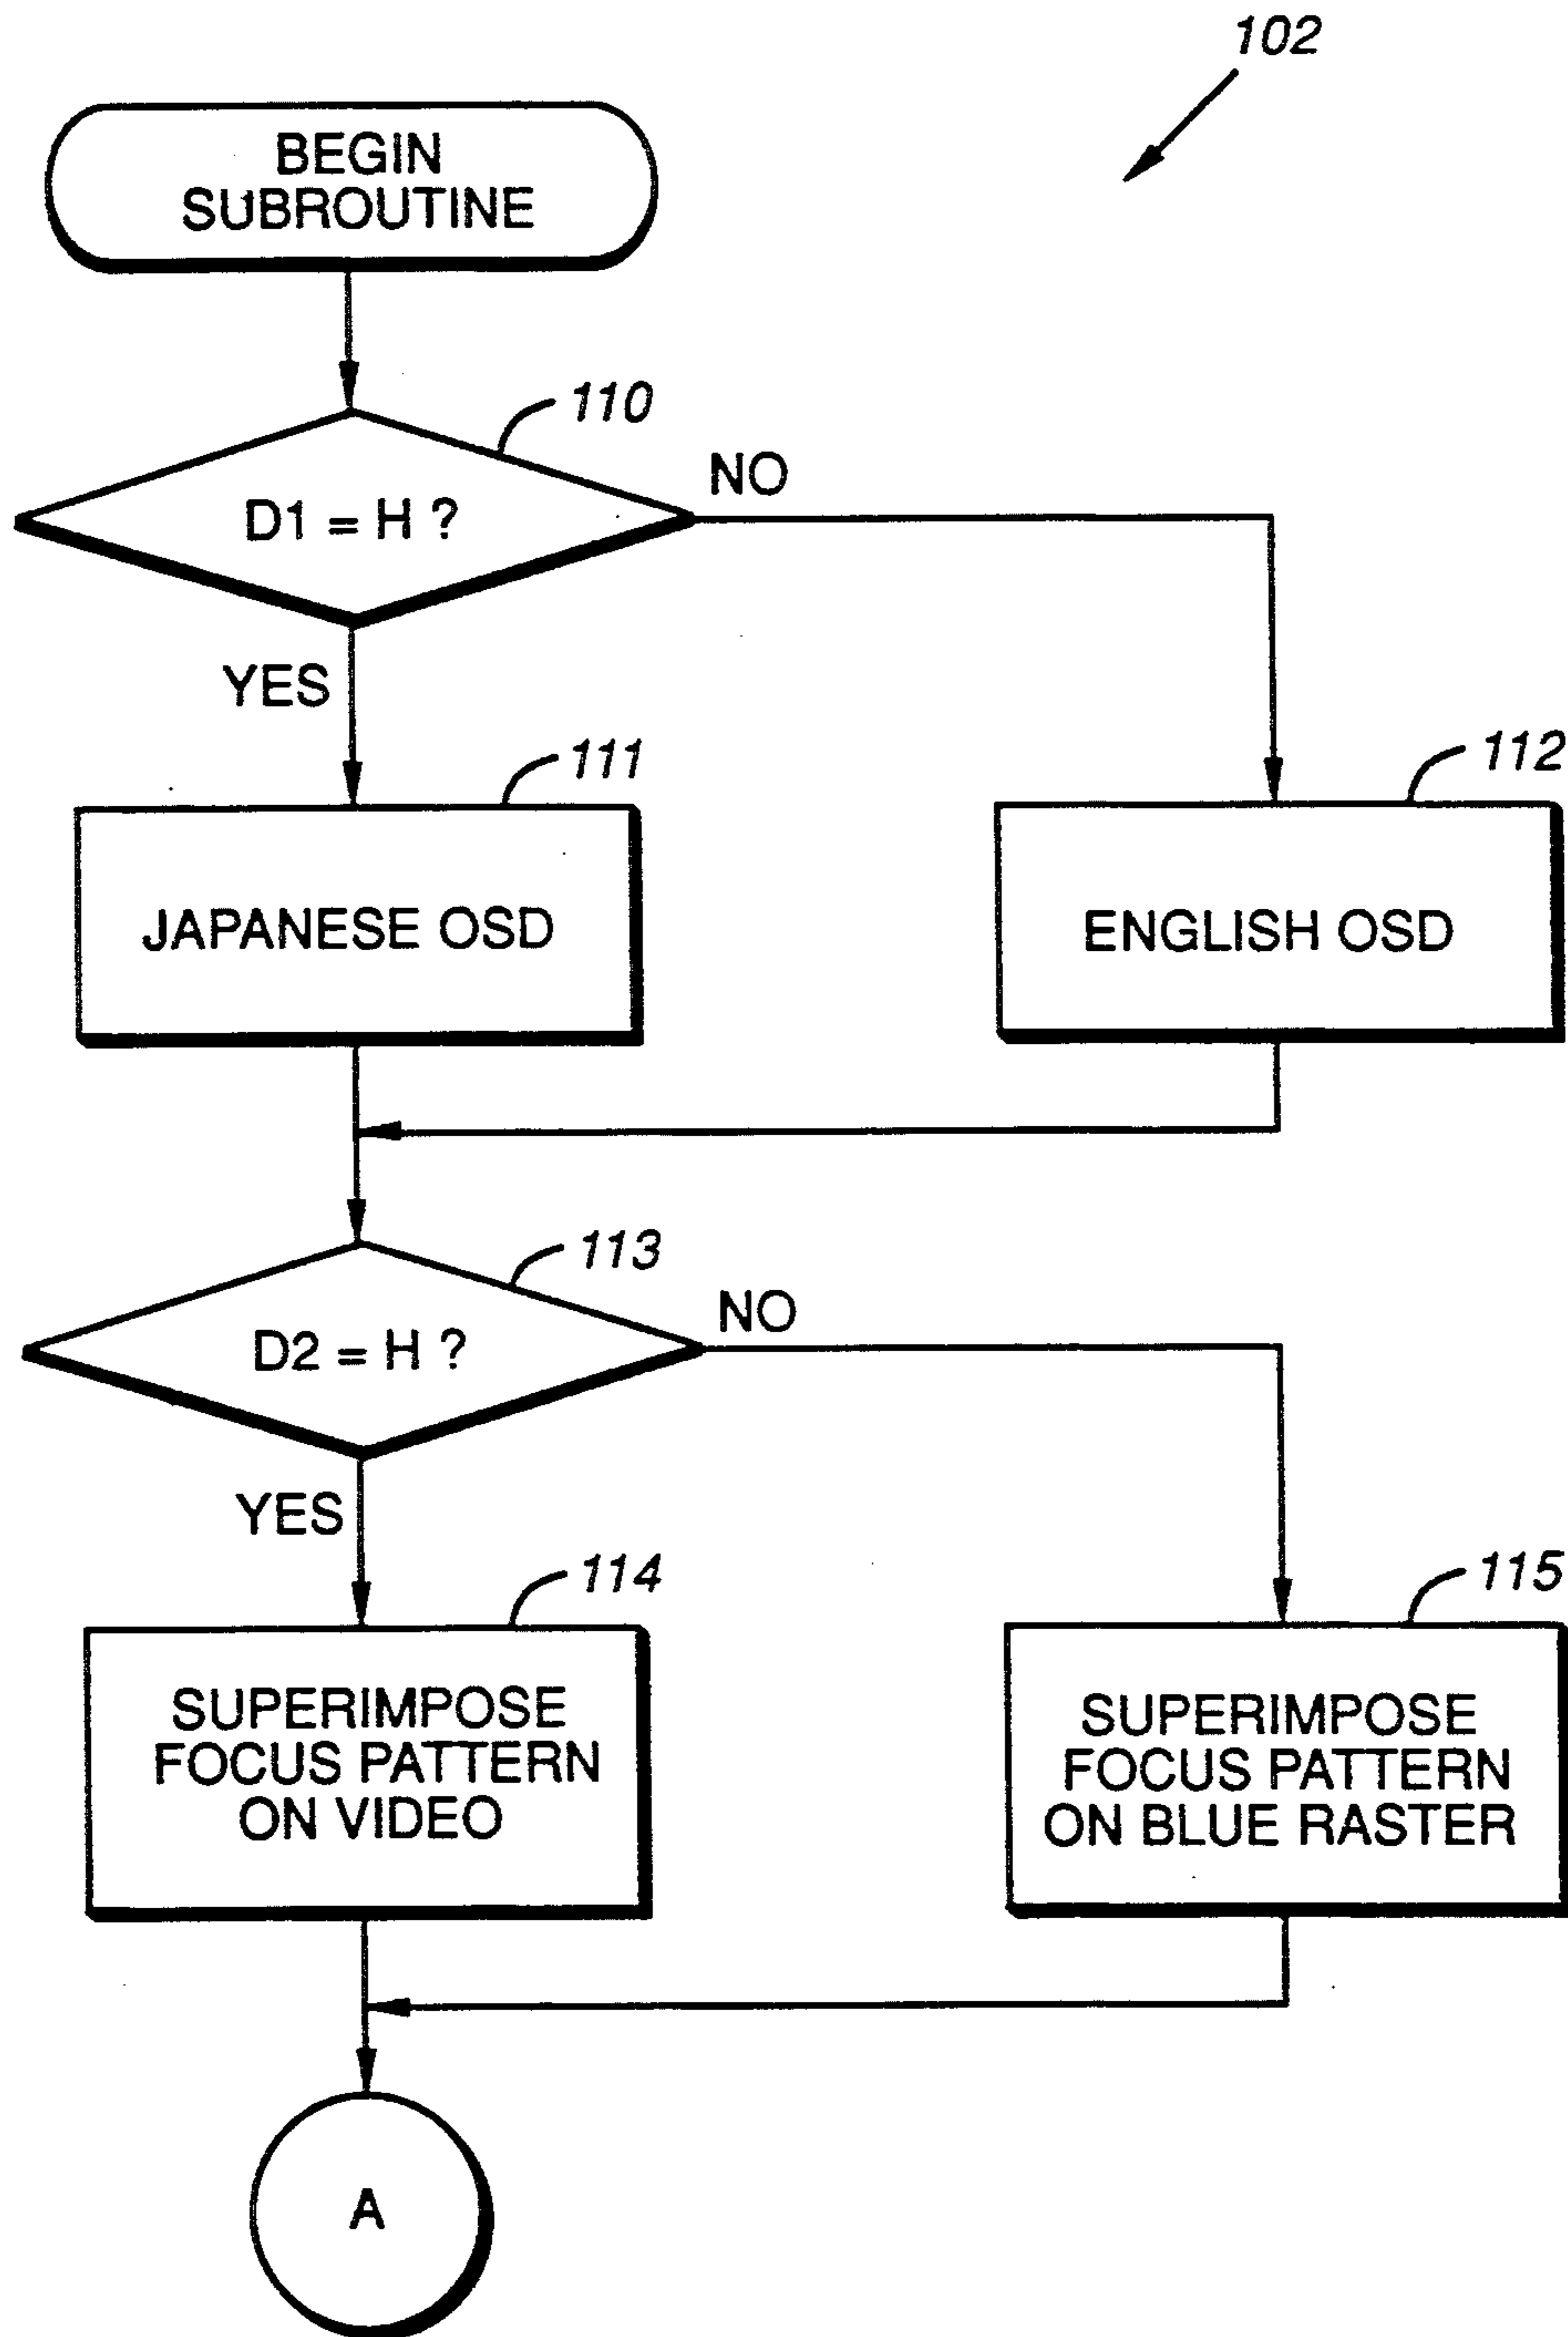 102
BEGIN
SUBROUTINE
110
D1 = H ?
NO
YES
111
JAPANESE OSD
112
ENGLISH OSD
113
D2 = H ?
NO
YES
114
SUPERIMPOSE
FOCUS PATTERN
ON VIDEO
115
SUPERIMPOSE
FOCUS PATTERN
ON BLUE RASTER
A